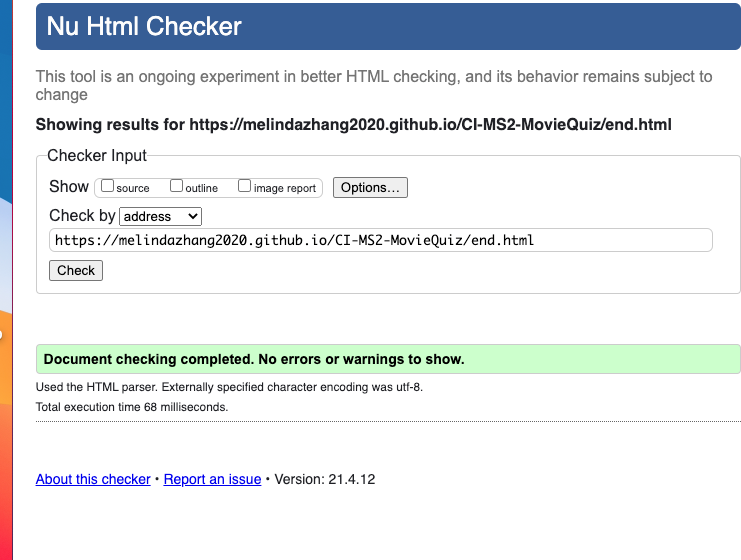 Nu Html Checker
This tool is an ongoing experiment in better HTML checking, and its behavior remains subject to
change
Showing results for https://melindazhang2020.github.io/CI-MS2-MovieQuiz/end.html
Checker Input
Show source outline image report Options...
Check by address
https://melindazhang2020.github.io/CI-MS2-MovieQuiz/end.html
Check
Document checking completed. No errors or warnings to show.
Used the HTML parser. Externally specified character encoding was utf-8.
Total execution time 68 milliseconds.
About this checker • Report an issue • Version: 21.4.12